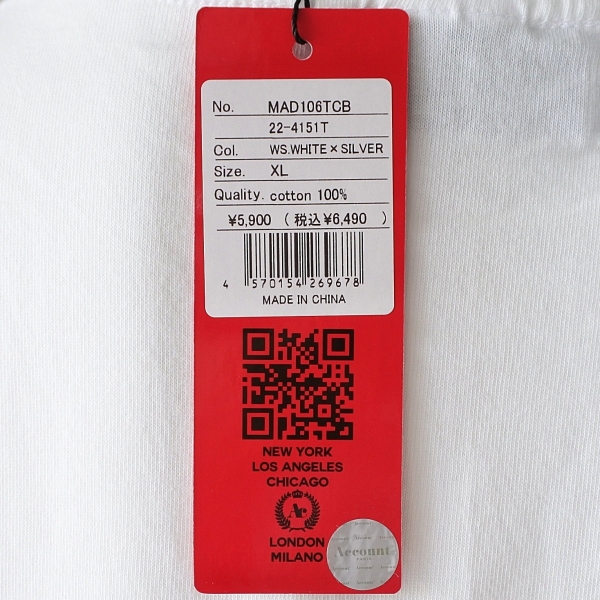 No. MAD106TCB
22-4151T
Col. WS.WHITE×SILVER
Size. XL
Quality. cotton 100%
¥5,900 (税込¥6,490 )
4 570154 269678
MADE IN CHINA
NEW YORK
LOS ANGELES
CHICAGO
Ac
LONDON
MILANO
Account